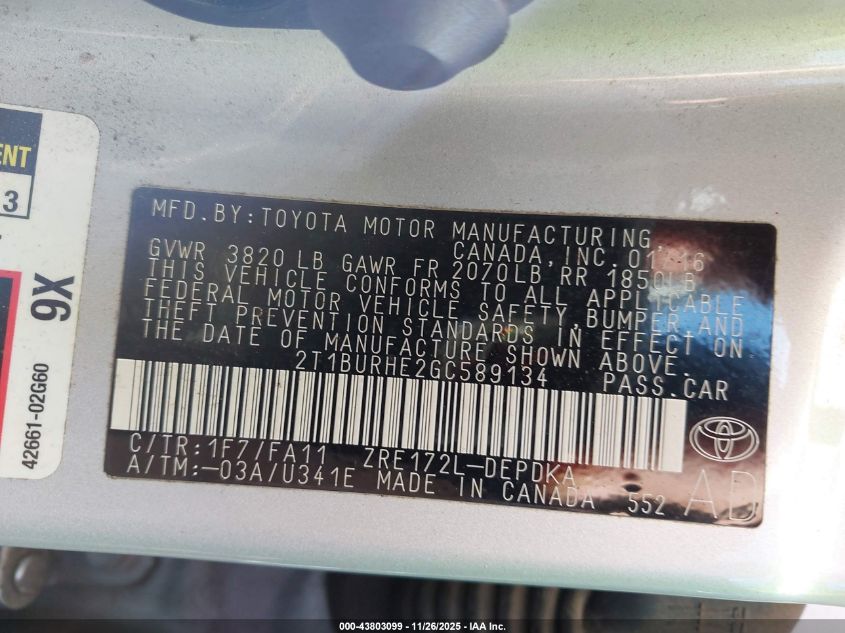 ENT
3
9X
42661-02G60
MFD.BY:TOYOTA MOTOR MANUFACTURING
CANADA,INC.
GVWR 3820 LB GAWR FR 2070LB RR 1850LB
THIS VEHICLE CONFORMS TO ALL APPLICABLE
FEDERAL MOTOR VEHICLE SAFETY,BUMPER,AND
THEFT PREVENTION STANDARDS IN EFFECT ON
THE DATE OF MANUFACTURE SHOWN ABOVE.
2T1BURHE2GC589134 PASS.CAR
C/TR:1F7/FA11 ZRE172L-DEPDKA
A/TM:-03A/U341E MADE IN CANADA 552
AD
000-43803099 - 11/26/2025 - IAA Inc.